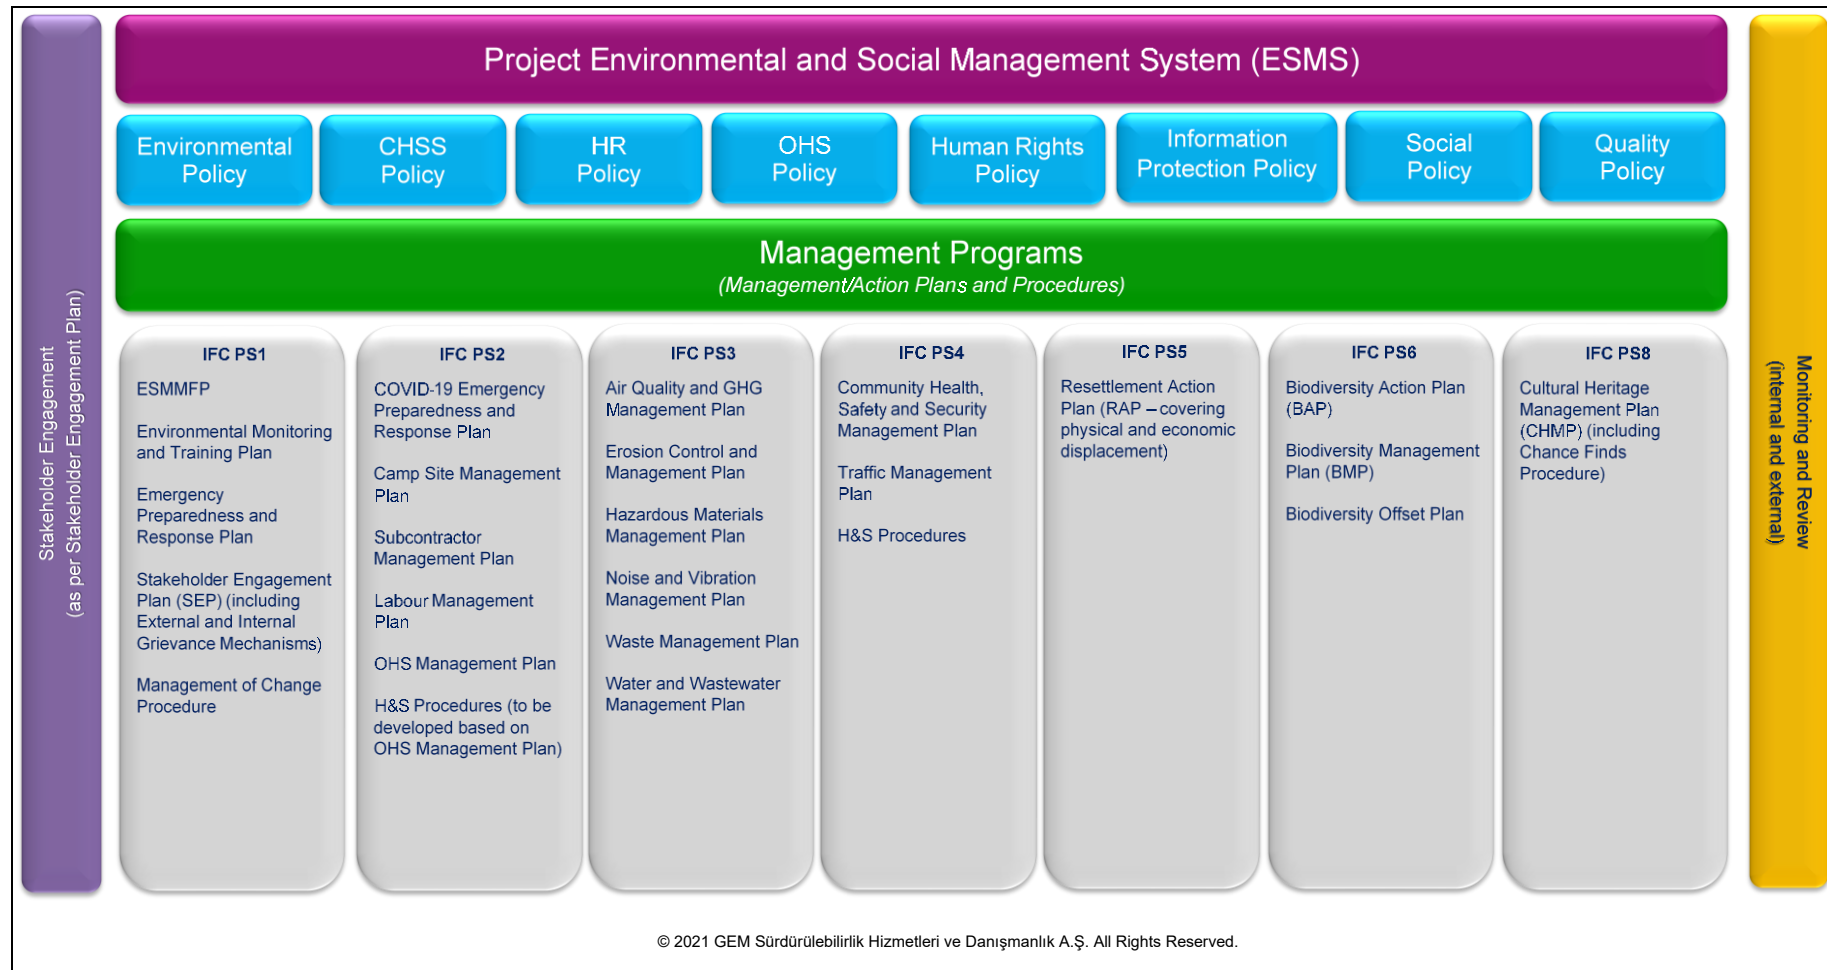 Project Environmental and Social Management System (ESMS)
Environmental
Policy
CHSS
Policy
HR
Policy
OHS
Policy
Human Rights
Policy
Information
Protection Policy
Social
Policy
Quality
Policy
Management Programs
(Management/Action Plans and Procedures)
Stakeholder Engagement
(as per Stakeholder Engagement Plan)
IFC PS1
ESMMFP
Environmental Monitoring
and Training Plan
Emergency
Preparedness and
Response Plan
Stakeholder Engagement
Plan (SEP) (including
External and Internal
Grievance Mechanisms)
Management of Change
Procedure
IFC PS2
COVID-19 Emergency
Preparedness and
Response Plan
Camp Site Management
Plan
Subcontractor
Management Plan
Labour Management
Plan
OHS Management Plan
H&S Procedures (to be
developed based on
OHS Management Plan)
IFC PS3
Air Quality and GHG
Management Plan
Erosion Control and
Management Plan
Hazardous Materials
Management Plan
Noise and Vibration
Management Plan
Waste Management Plan
Water and Wastewater
Management Plan
IFC PS4
Community Health,
Safety and Security
Management Plan
Traffic Management
Plan
H&S Procedures
IFC PS5
Resettlement Action
Plan (RAP – covering
physical and economic
displacement)
IFC PS6
Biodiversity Action Plan
(BAP)
Biodiversity Management
Plan (BMP)
Biodiversity Offset Plan
IFC PS8
Cultural Heritage
Management Plan
(CHMP) (including
Chance Finds
Procedure)
Monitoring and Review
(internal and external)
© 2021 GEM Sürdürülebilirlik Hizmetleri ve Danışmanlık A.Ş. All Rights Reserved.